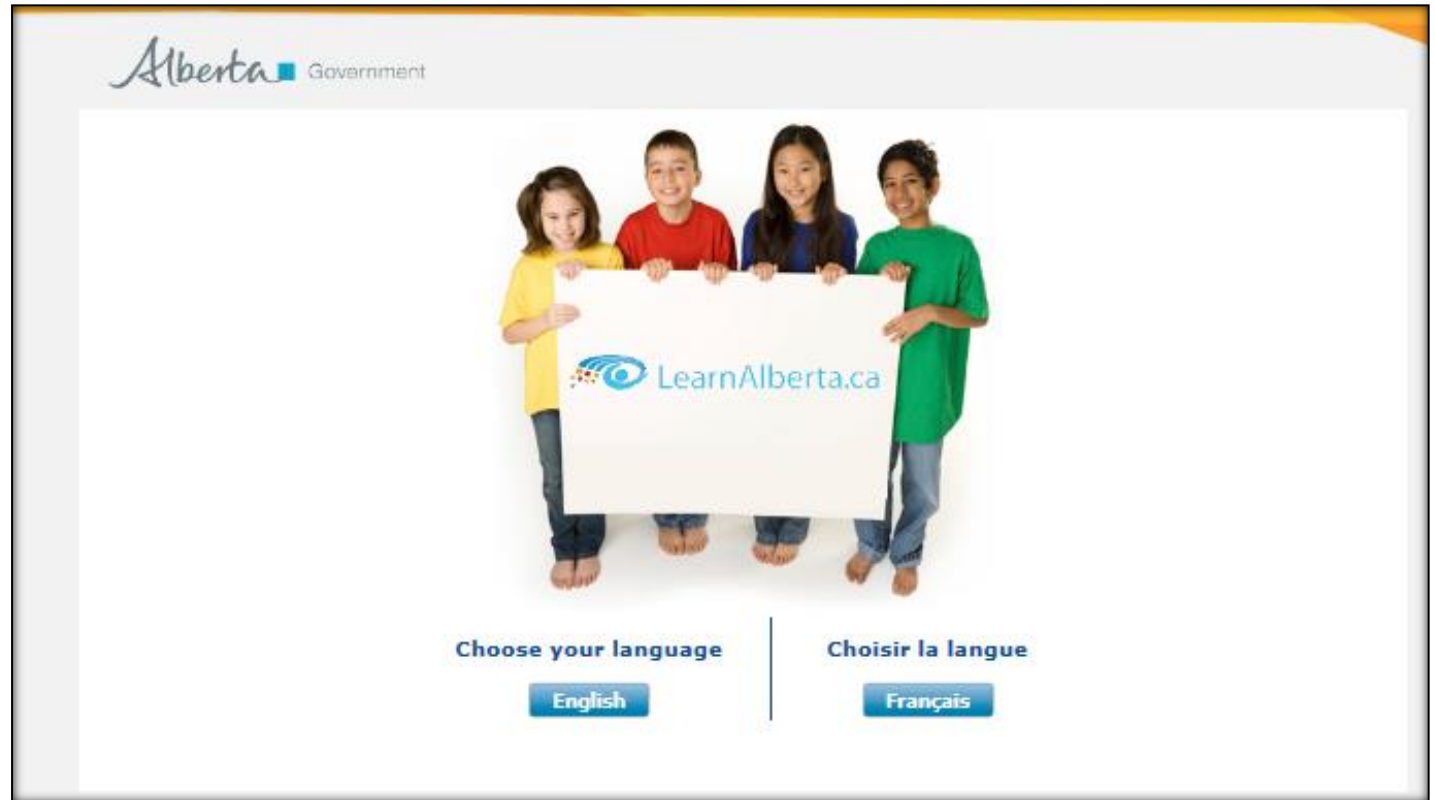 Alberta Government
LearnAlberta.ca
Choose your language
Choisir la langue
English
Français